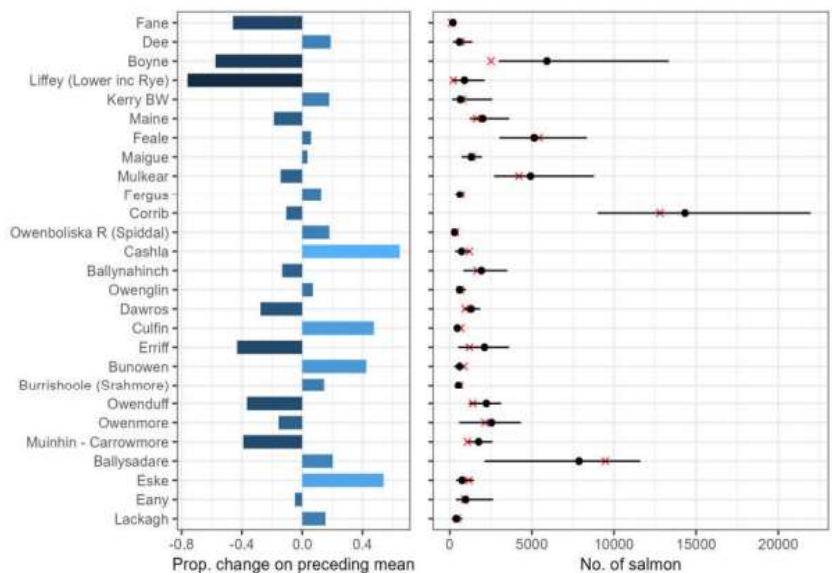 Fane
Dee
Boyne
Liffey (Lower inc Rye)
Kerry BW
Maine
Feale
Maigue
Mulkear
Fergus
Corrib
Owenboliska R (Spiddal)
Cashla
Ballynahinch
Owenglin
Dawros
Culfin
Erriff
Bunowen
Burrishoole (Srahmore)
Owenduff
Owenmore
Muinhin - Carrowmore
Ballysadare
Eske
Eany
Lackagh
-0.8 -0.4 0.0 0.4
Prop. change on preceding mean
0 5000 10000 15000 20000
No. of salmon